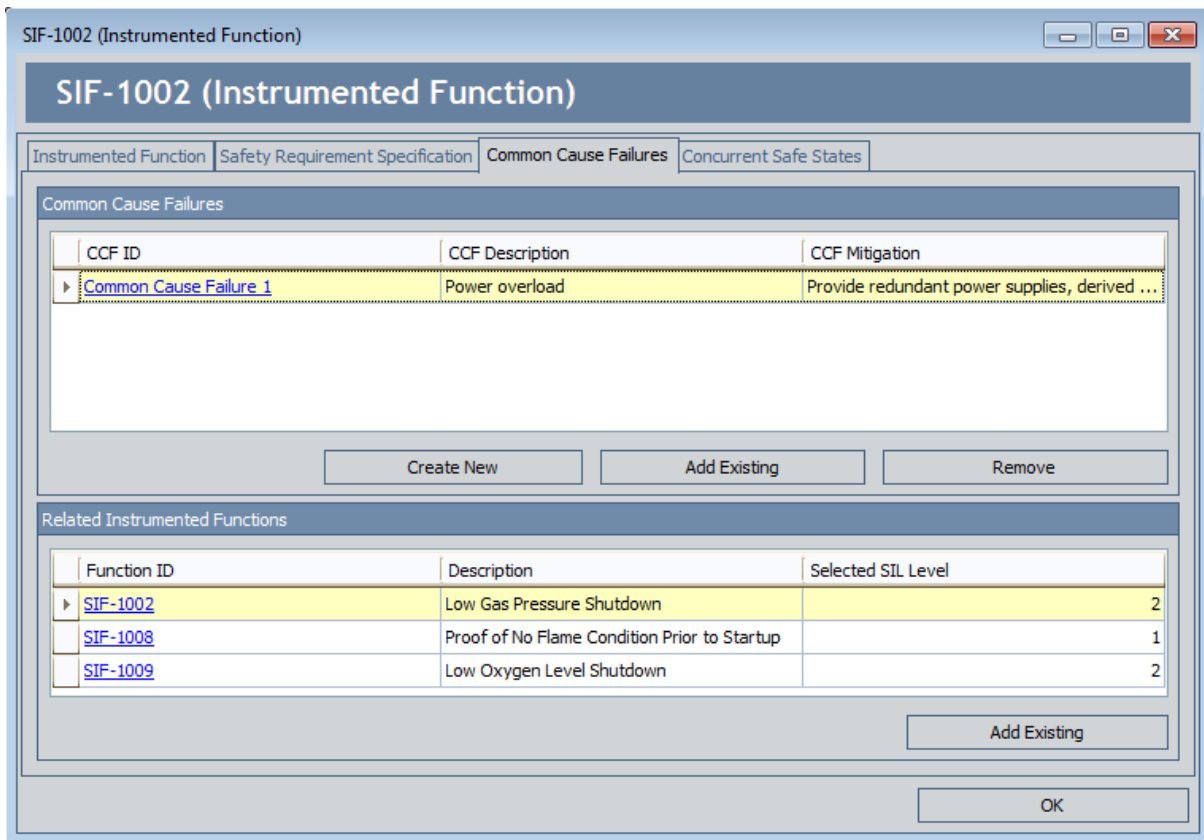 SIF-1002 (Instrumented Function)
SIF-1002 (Instrumented Function)
Instrumented Function Safety Requirement Specification Common Cause Failures Concurrent Safe States
Common Cause Failures
CCF ID CCF Description CCF Mitigation
Common Cause Failure 1 Power overload Provide redundant power supplies, derived ...
Create New Add Existing Remove
Related Instrumented Functions
Function ID Description Selected SIL Level
SIF-1002 Low Gas Pressure Shutdown 2
SIF-1008 Proof of No Flame Condition Prior to Startup 1
SIF-1009 Low Oxygen Level Shutdown 2
Add Existing
OK